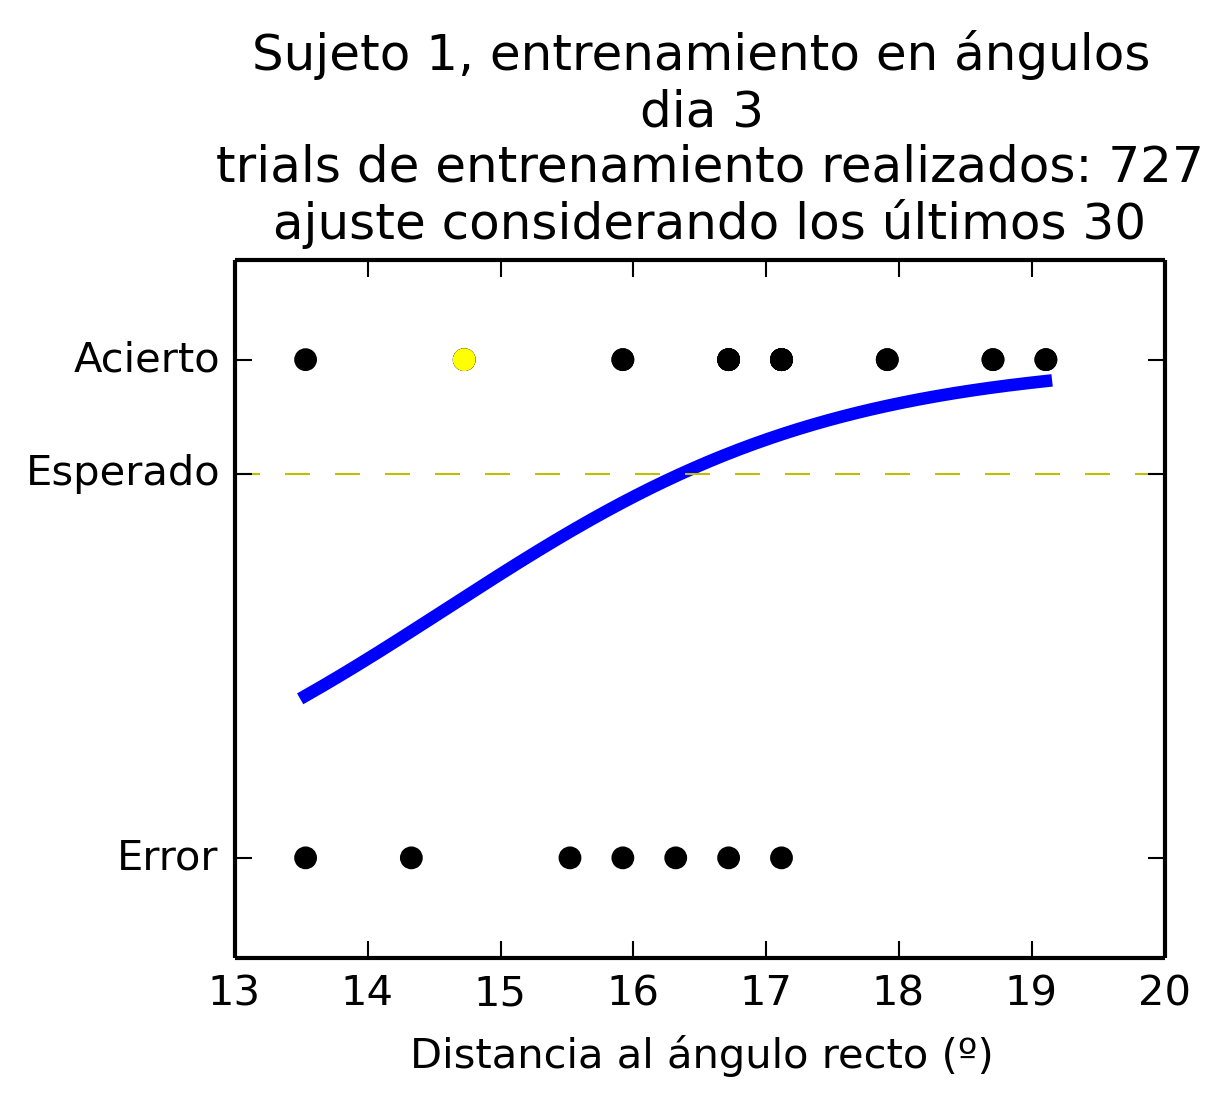 Sujeto 1, entrenamiento en ángulos
dia 3
trials de entrenamiento realizados: 727
ajuste considerando los últimos 30
Acierto
Esperado
Error
13 14 15 16 17 18 19 20
Distancia al ángulo recto (º)